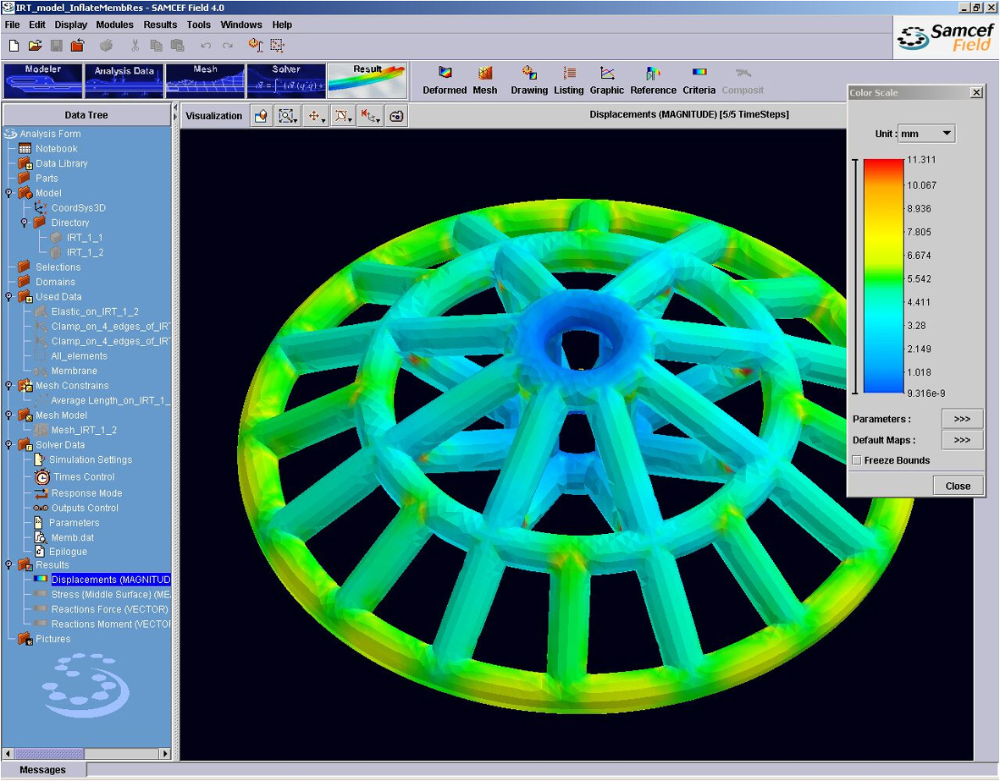 IRT_model_InflateMembRes - SAMCEF Field 4.0
File Edit Display Modules Results Tools Windows Help
Samcef
Field
Modeler
Analysis Data
Mesh
Solver
Result
Deformed Mesh Drawing Listing Graphic Reference Criteria Composit
Data Tree
Visualization
Displacements (MAGNITUDE) [5/5 TimeSteps]
Analysis Form
Notebook
Data Library
Parts
Model
CoordSys3D
Directory
IRT_1_1
IRT_1_2
Selections
Domains
Used Data
Elastic_on_IRT_1_2
Clamp_on_4_edges_of_IRT
Clamp_on_4_edges_of_IRT
All_elements
Membrane
Mesh Constrains
Average Length_on_IRT_1_
Mesh Model
Mesh_IRT_1_2
Solver Data
Simulation Settings
Times Control
Response Mode
Outputs Control
Parameters
Memb.dat
Epilogue
Results
Displacements (MAGNITUD
Stress {Middle Surface} (ME
Reactions Force (VECTOR)
Reactions Moment (VECTOR
Pictures
Color Scale
Unit : mm
11.311
10.067
8.936
7.805
6.674
5.542
4.411
3.28
2.149
1.018
9.316e-9
Parameters : >>>
Default Maps : >>>
Freeze Bounds
Close
Messages